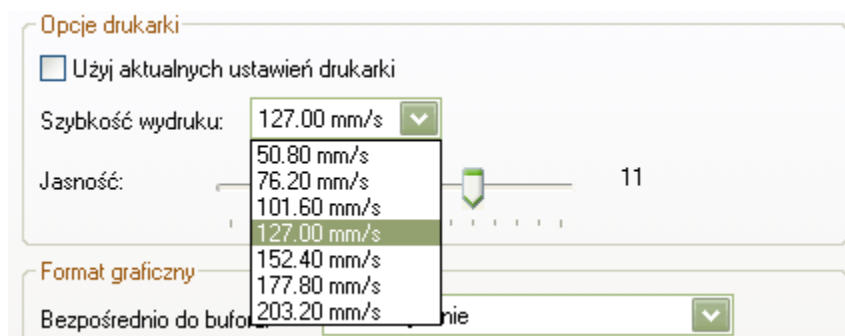 Opcje drukarki
Użyj aktualnych ustawień drukarki
Szybkość wydruku: 127.00 mm/s
50.80 mm/s
76.20 mm/s
Jasność: 11
101.60 mm/s
127.00 mm/s
152.40 mm/s
Format graficzny
177.80 mm/s
203.20 mm/s
Bezpośrednio do